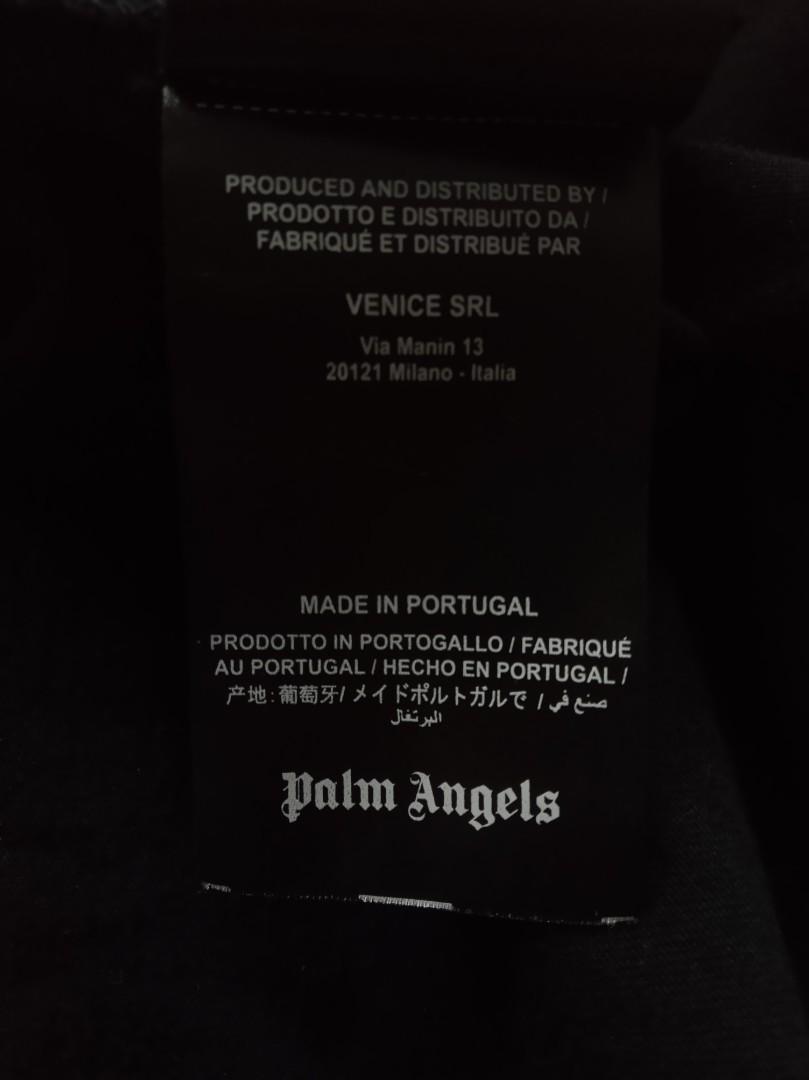 PRODUCED AND DISTRIBUTED BY /
PRODOTTO E DISTRIBUITO DA /
FABRIQUÉ ET DISTRIBUÉ PAR
VENICE SRL
Via Manin 13
20121 Milano - Italia
MADE IN PORTUGAL
PRODOTTO IN PORTOGALLO / FABRIQUÉ
AU PORTUGAL / HECHO EN PORTUGAL /
产地: 葡萄牙/ メイドポルトガルで / صنع في
البرتغال
Palm Angels